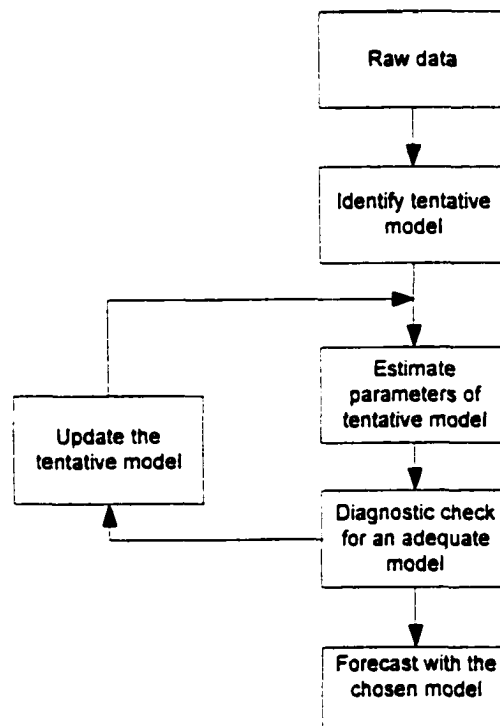 Raw data
Identify tentative
model
Estimate
parameters of
tentative model
Update the
tentative model
Diagnostic check
for an adequate
model
Forecast with the
chosen model